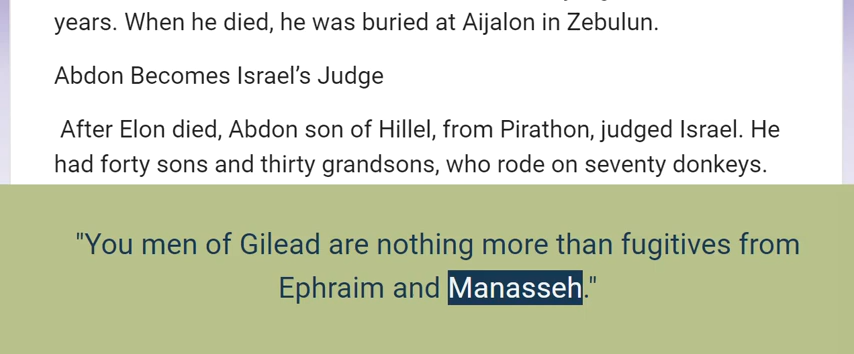 years. When he died, he was buried at Aijalon in Zebulun.
Abdon Becomes Israel’s Judge
After Elon died, Abdon son of Hillel, from Pirathon, judged Israel. He
had forty sons and thirty grandsons, who rode on seventy donkeys.
"You men of Gilead are nothing more than fugitives from
Ephraim and Manasseh."